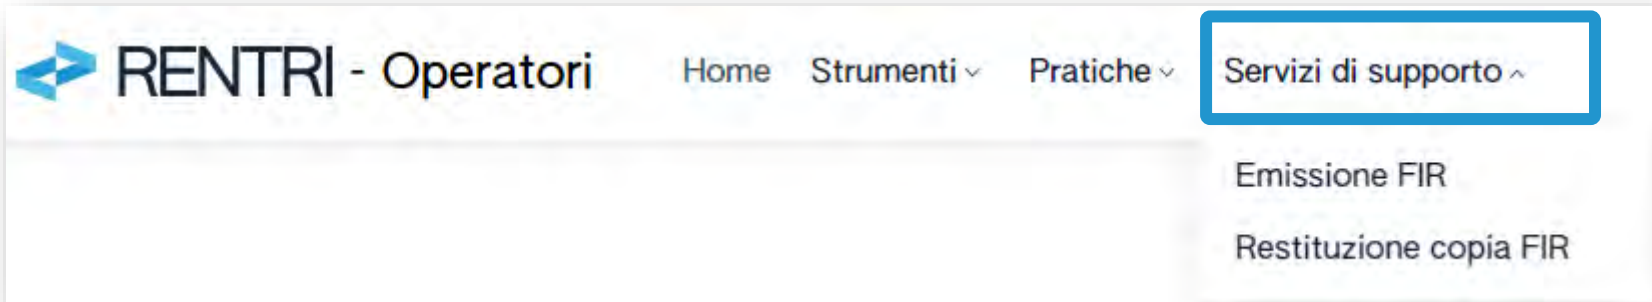 RENTRI - Operatori Home Strumenti Pratiche Servizi di supporto
Emissione FIR
Restituzione copia FIR